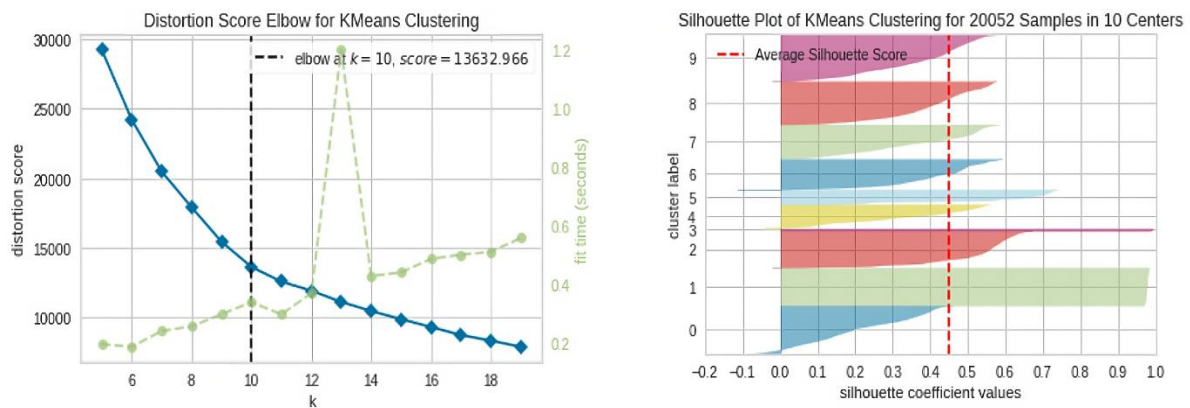 Distortion Score Elbow for KMeans Clustering
elbow at k = 10, score = 13632.966
30000
25000
20000
15000
10000
distortion score
6 8 10 12 14 16 18
k
1.2
1.0
0.8
0.6
0.4
0.2
fit time (seconds)
Silhouette Plot of KMeans Clustering for 20052 Samples in 10 Centers
Average Silhouette Score
9
8
7
6
5
4
3
2
1
0
cluster label
−0.2 −0.1 0.0 0.1 0.2 0.3 0.4 0.5 0.6 0.7 0.8 0.9 1.0
silhouette coefficient values